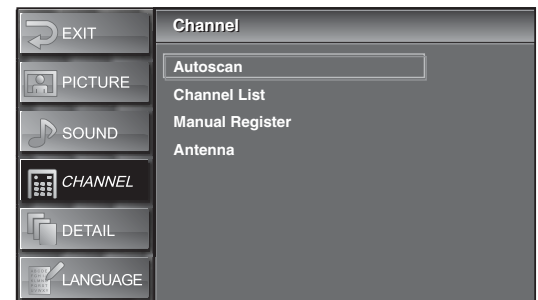 EXIT
PICTURE
SOUND
CHANNEL
DETAIL
LANGUAGE
Channel
Autoscan
Channel List
Manual Register
Antenna